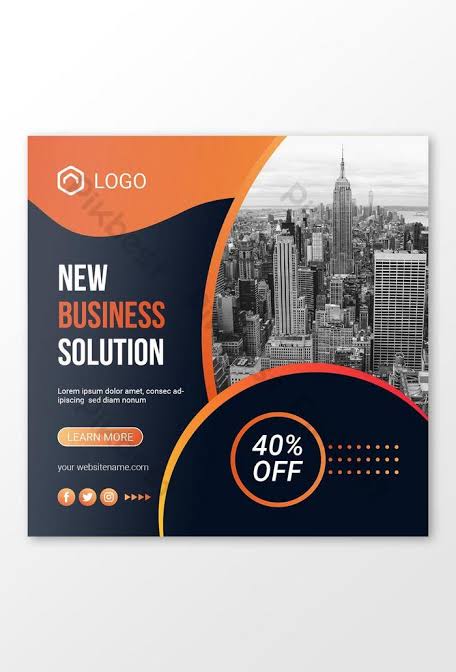 LOGO
NEW
BUSINESS
SOLUTION
Lorem ipsum dolor amet, consec ad-
ipiscing sed diam nonum
LEARN MORE
your websitename.com
40%
OFF